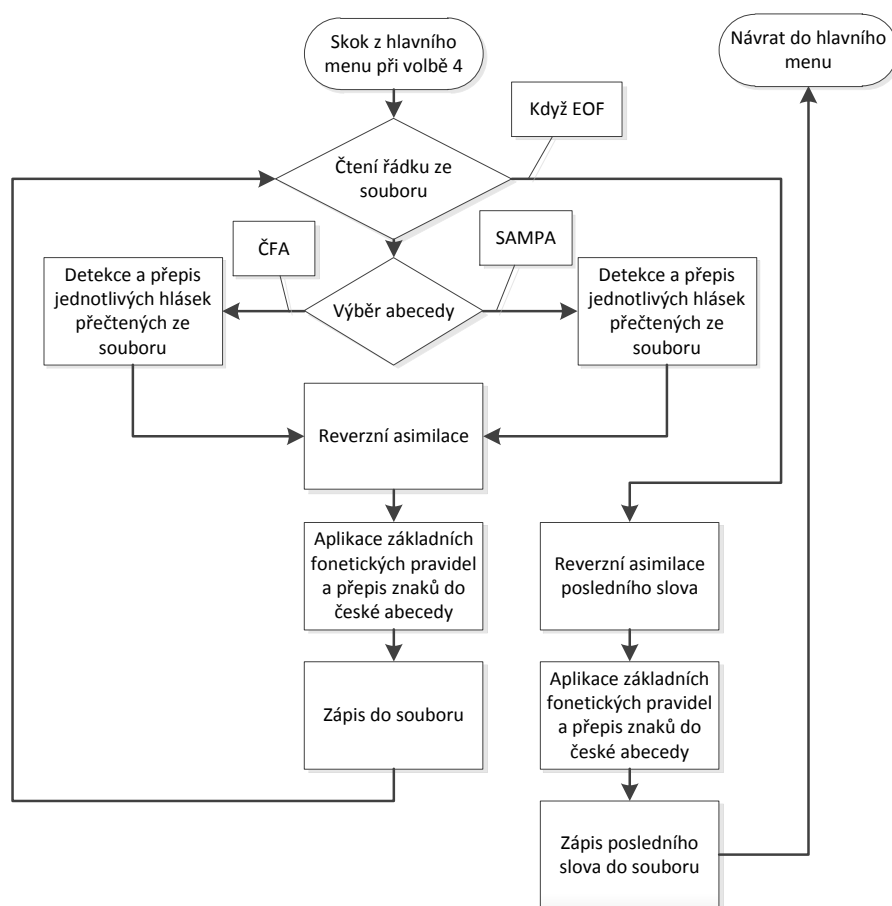 Skok z hlavního
menu při volbě 4
Návrat do hlavního
menu
Když EOF
Čtení řádku ze
souboru
ČFA
SAMPA
Detekce a přepis
jednotlivých hlásek
přečtených ze
souboru
Výběr abecedy
Detekce a přepis
jednotlivých hlásek
přečtených ze
souboru
Reverzní asimilace
Aplikace základních
fonetických pravidel
a přepis znaků do
české abecedy
Reverzní asimilace
posledního slova
Zápis do souboru
Aplikace základních
fonetických pravidel
a přepis znaků do
české abecedy
Zápis posledního
slova do souboru